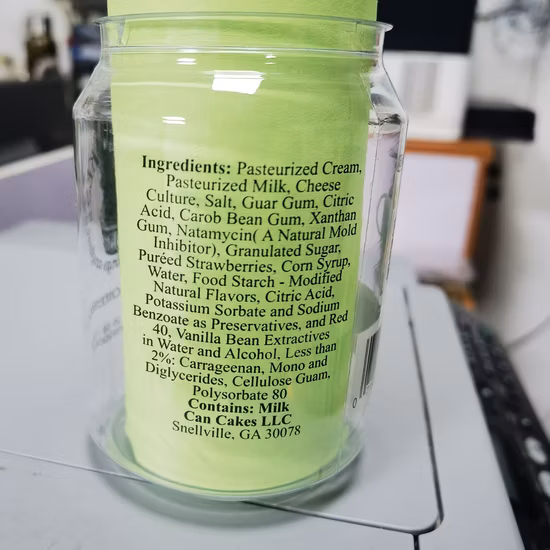 Ingredients: Pasteurized Cream,
Pasteurized Milk, Cheese
Culture, Salt, Guar Gum, Citric
Acid, Carob Bean Gum, Xanthan
Gum, Natamycin( A Natural Mold
Inhibitor), Granulated Sugar,
Puréed Strawberries, Corn Syrup,
Water, Food Starch - Modified
Natural Flavors, Citric Acid,
Potassium Sorbate and Sodium
Benzoate as Preservatives, and Red
40, Vanilla Bean Extractives
in Water and Alcohol, Less than
2%: Carrageenan, Mono and
Diglycerides, Cellulose Guam,
Polysorbate 80
Contains: Milk
Can Cakes LLC
Snellville, GA 30078